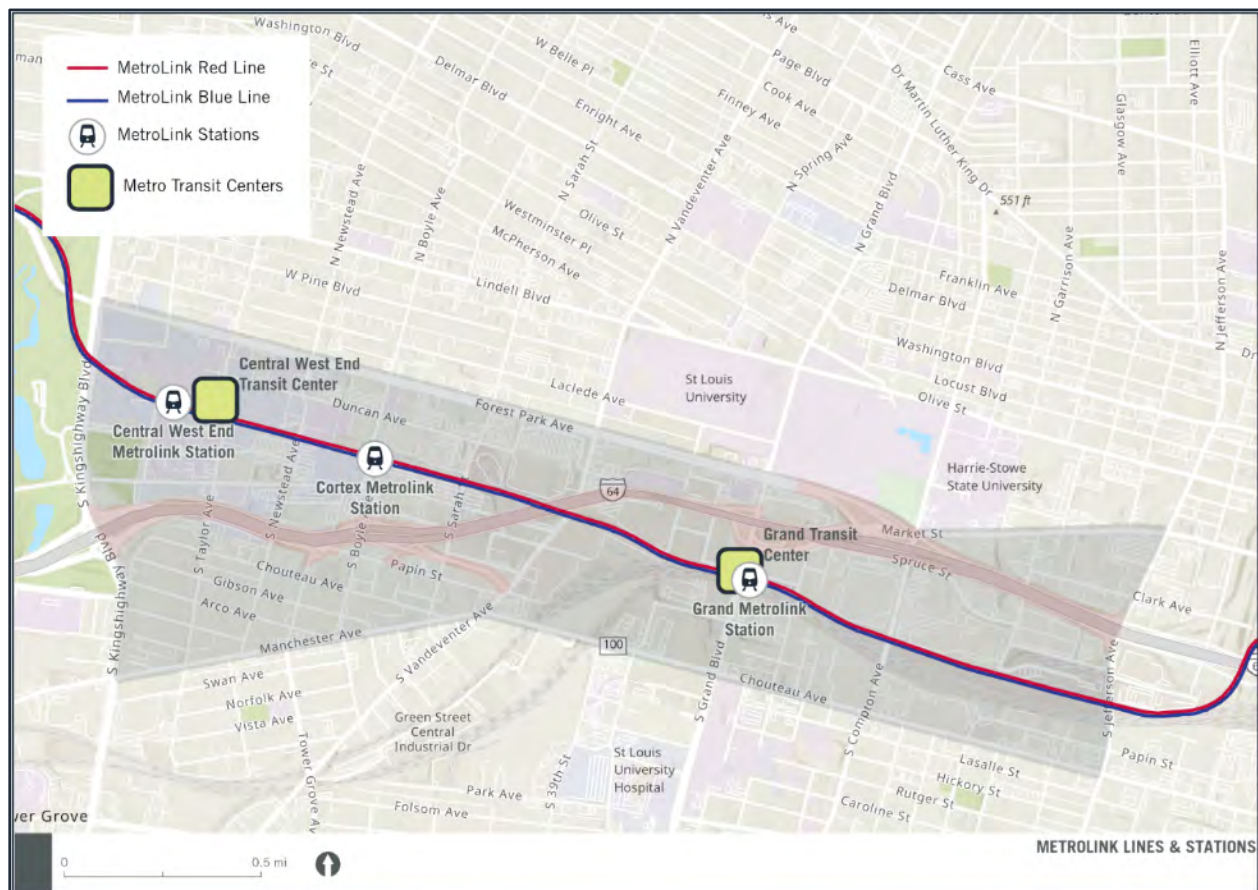 MetroLink Red Line
MetroLink Blue Line
MetroLink Stations
Metro Transit Centers
Washington Blvd
W Belle Pl
Page Blvd
Dr Martin Luther King Dr
Cass Ave
Elliott Ave
Delmar Blvd
Cook Ave
Enright Ave
Finney Ave
Glasgow Ave
N Newstead Ave
N Boyle Ave
N Sarah St
N Vandeventer Ave
N Spring Ave
N Grand Blvd
551 ft
Olive St
Westminster Pl
McPherson Ave
N Garrison Ave
N Jefferson Ave
W Pine Blvd
Lindell Blvd
Franklin Ave
Delmar Blvd
Washington Blvd
Locust Blvd
Olive St
Central West End
Transit Center
Laclede Ave
St Louis
University
S Kingshighway Blvd
Duncan Ave
Forest Park Ave
Central West End
Metrolink Station
Cortex Metrolink
Station
Harrie-Stowe
State University
64
S Taylor Ave
S Newstead Ave
S Boyle Ave
S Sarah St
Market St
Grand Transit
Center
Spruce St
Chouteau Ave
Papin St
Gibson Ave
Arco Ave
Clark Ave
Grand Metrolink
Station
S Kingshighway Blvd
Manchester Ave
S Vandeventer Ave
100
Chouteau Ave
S Grand Blvd
S Compton Ave
S Jefferson Ave
Swan Ave
Norfolk Ave
Vista Ave
Tower Grove Av
Green Street
Central
Industrial Dr
St Louis
University
Hospital
S 39th St
Papin St
Lasalle St
Hickory St
Rutger St
Caroline St
Park Ave
Folsom Ave
wer Grove
METROLINK LINES & STATIONS
0
0.5 mi